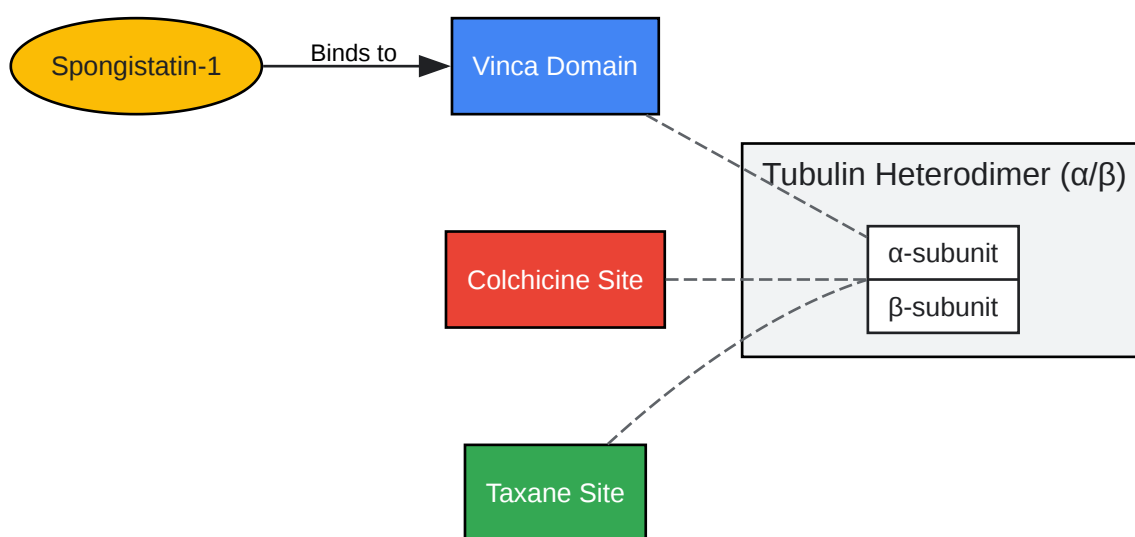 Spongistatin-1
Binds to
Vinca Domain
Tubulin Heterodimer (α/β)
α-subunit
β-subunit
Colchicine Site
Taxane Site